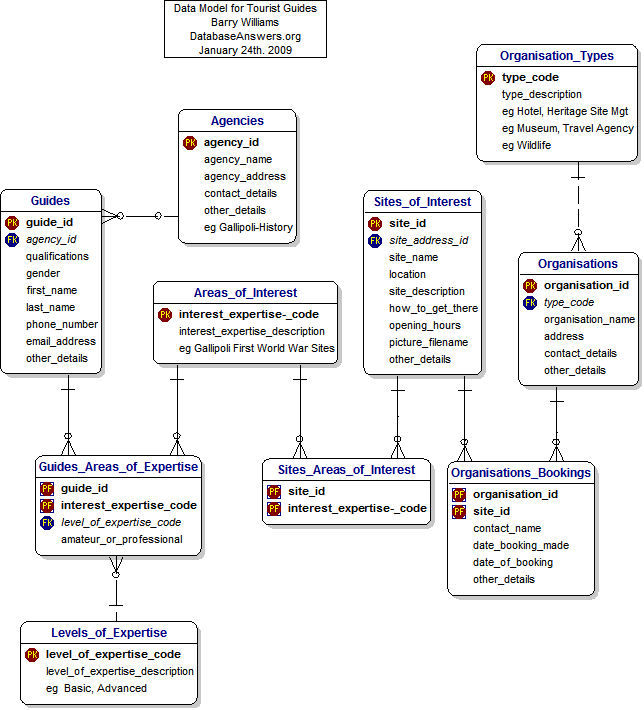 Data Model for Tourist Guides
Barry Williams
DatabaseAnswers.org
January 24th. 2009
Organisation_Types
PK type_code
type_description
eg Hotel, Heritage Site Mgt
eg Museum, Travel Agency
eg Wildlife
Agencies
PK agency_id
agency_name
agency_address
contact_details
other_details
eg Gallipoli-History
Guides
PK guide_id
FK agency_id
qualifications
gender
first_name
last_name
phone_number
email_address
other_details
Sites_of_Interest
PK site_id
FK site_address_id
site_name
location
site_description
how_to_get_there
opening_hours
picture_filename
other_details
Organisations
PK organisation_id
FK type_code
organisation_name
address
contact_details
other_details
Areas_of_Interest
PK interest_expertise-_code
interest_expertise_description
eg Gallipoli First World War Sites
Guides_Areas_of_Expertise
PF guide_id
PF interest_expertise_code
FK level_of_expertise_code
amateur_or_professional
Sites_Areas_of_Interest
PF site_id
PF interest_expertise-_code
Organisations_Bookings
PF organisation_id
PF site_id
contact_name
date_booking_made
date_of_booking
other_details
Levels_of_Expertise
PK level_of_expertise_code
level_of_expertise_description
eg Basic, Advanced